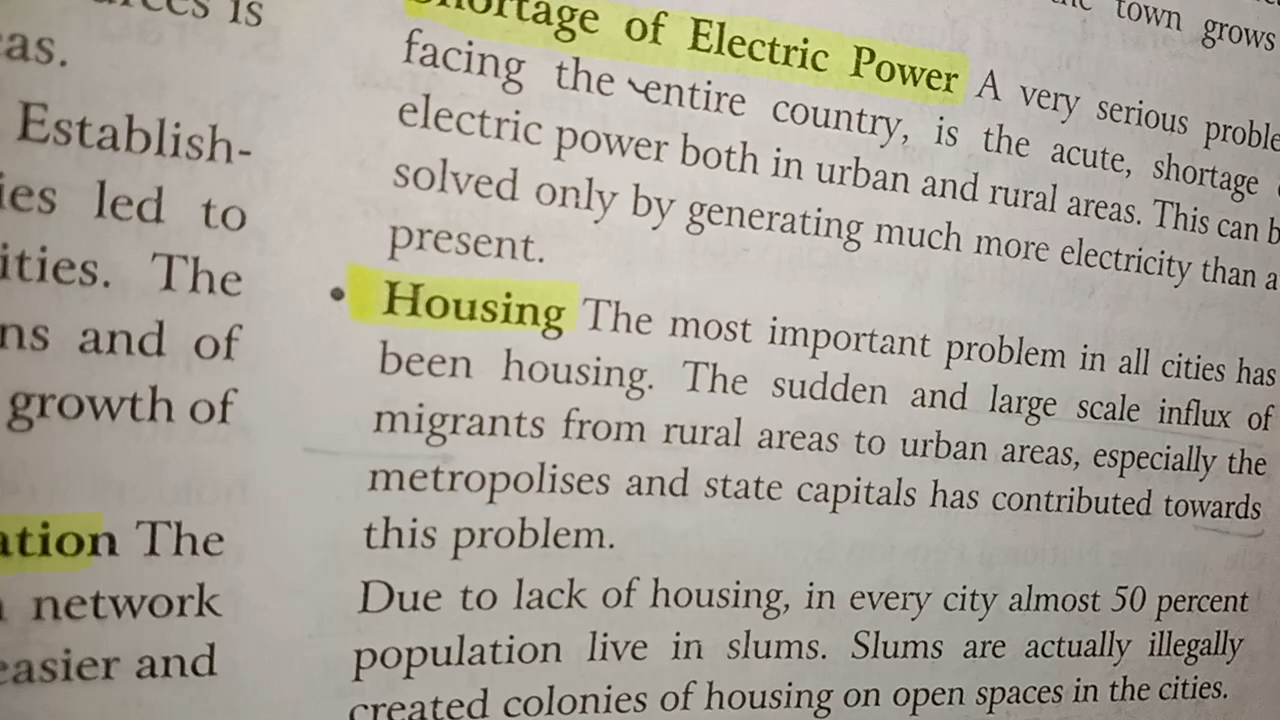 is
as.
Establish-
ies led to
ities. The
ns and of
growth of
ation The
network
easier and
town grows
Shortage of Electric Power A very serious proble
facing the entire country, is the acute, shortage
electric power both in urban and rural areas. This can b
solved only by generating much more electricity than a
present.
• Housing The most important problem in all cities has
been housing. The sudden and large scale influx of
migrants from rural areas to urban areas, especially the
metropolises and state capitals has contributed towards
this problem.
Due to lack of housing, in every city almost 50 percent
population live in slums. Slums are actually illegally
created colonies of housing on open spaces in the cities.